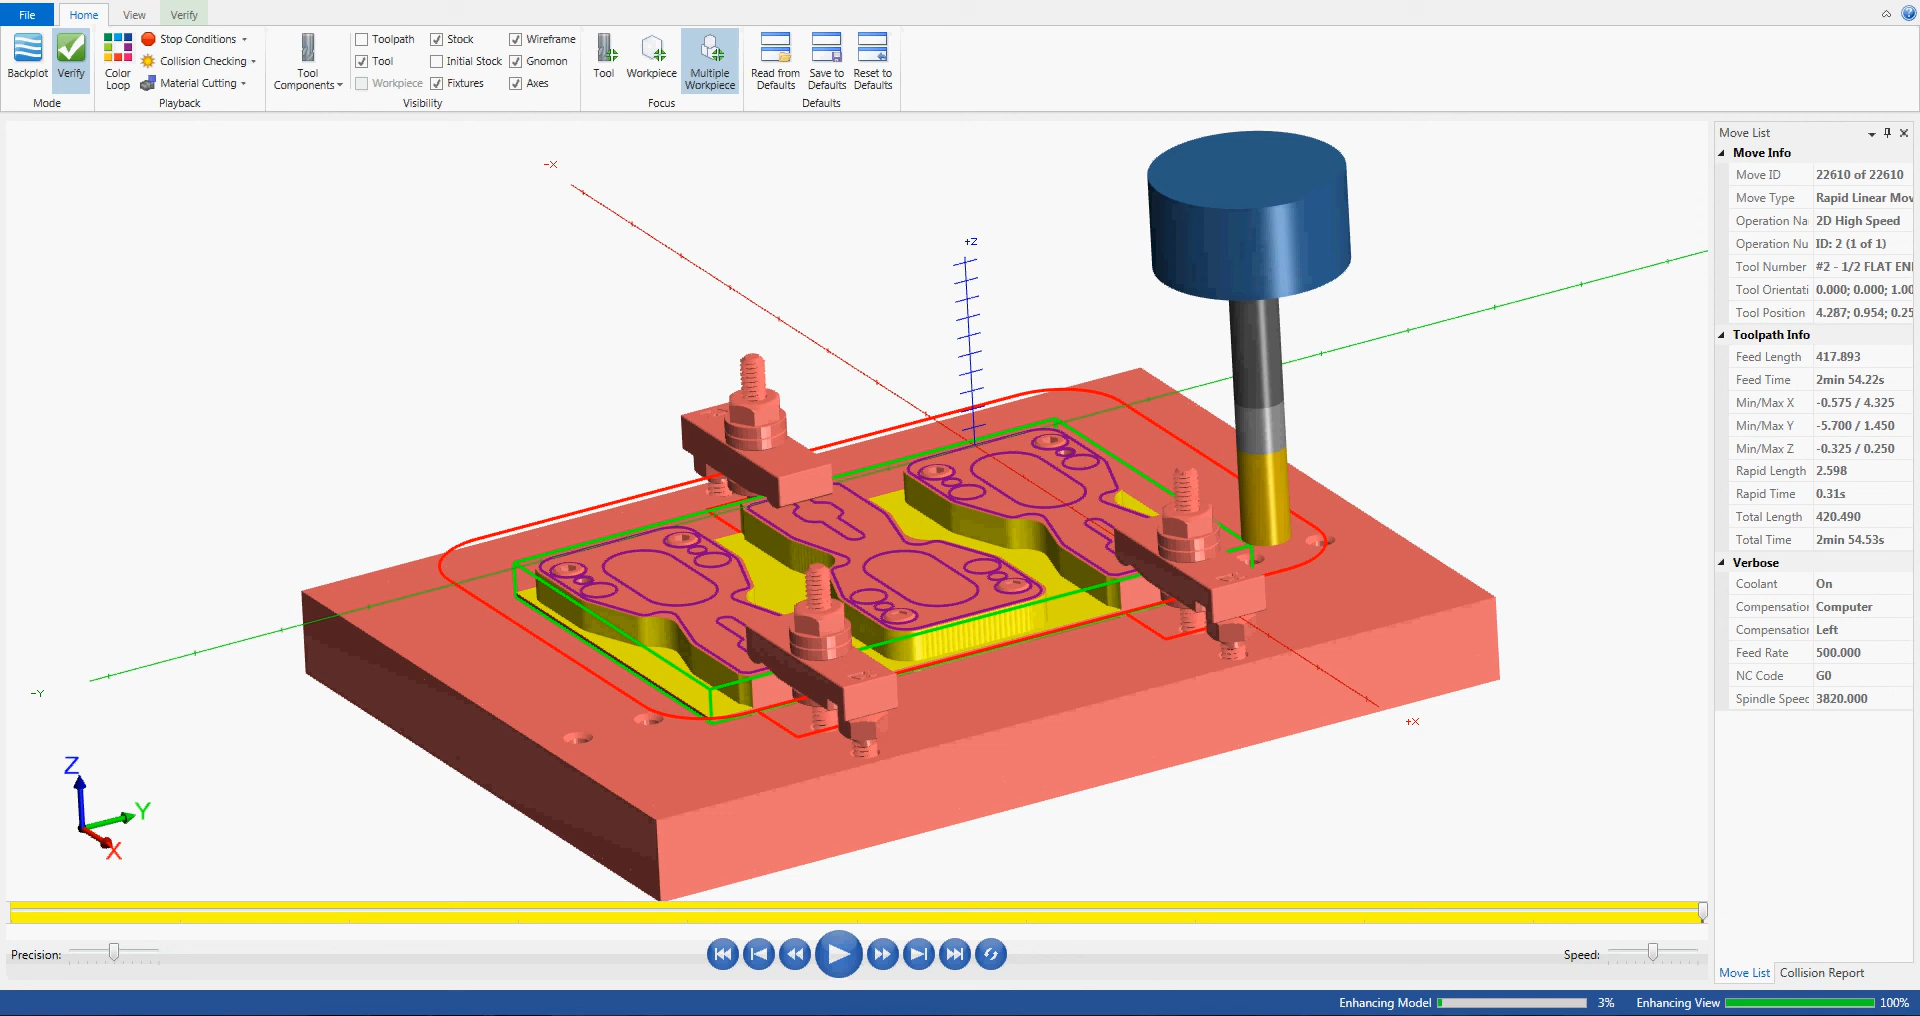 File Home View Verify
Backplot Verify
Mode
Color Loop
Stop Conditions
Collision Checking
Material Cutting
Playback
Tool Components
Toolpath Stock Wireframe
Tool Initial Stock Gnomon
Workpiece Fixtures Axes
Visibility
Tool Workpiece Multiple Workpiece
Focus
Read from Defaults Save to Defaults Reset to Defaults
Defaults
-X
+Z
-Y
+X
Z
Y
X
Move List
Move Info
Move ID 22610 of 22610
Move Type Rapid Linear Mov
Operation Na 2D High Speed
Operation Nu ID: 2 (1 of 1)
Tool Number #2 - 1/2 FLAT EN
Tool Orientati 0.000; 0.000; 1.00
Tool Position 4.287; 0.954; 0.25
Toolpath Info
Feed Length 417.893
Feed Time 2min 54.22s
Min/Max X -0.575 / 4.325
Min/Max Y -5.700 / 1.450
Min/Max Z -0.325 / 0.250
Rapid Length 2.598
Rapid Time 0.31s
Total Length 420.490
Total Time 2min 54.53s
Verbose
Coolant On
Compensatior Computer
Compensatior Left
Feed Rate 500.000
NC Code G0
Spindle Speec 3820.000
Precision:
Speed:
Move List Collision Report
Enhancing Model 3% Enhancing View 100%